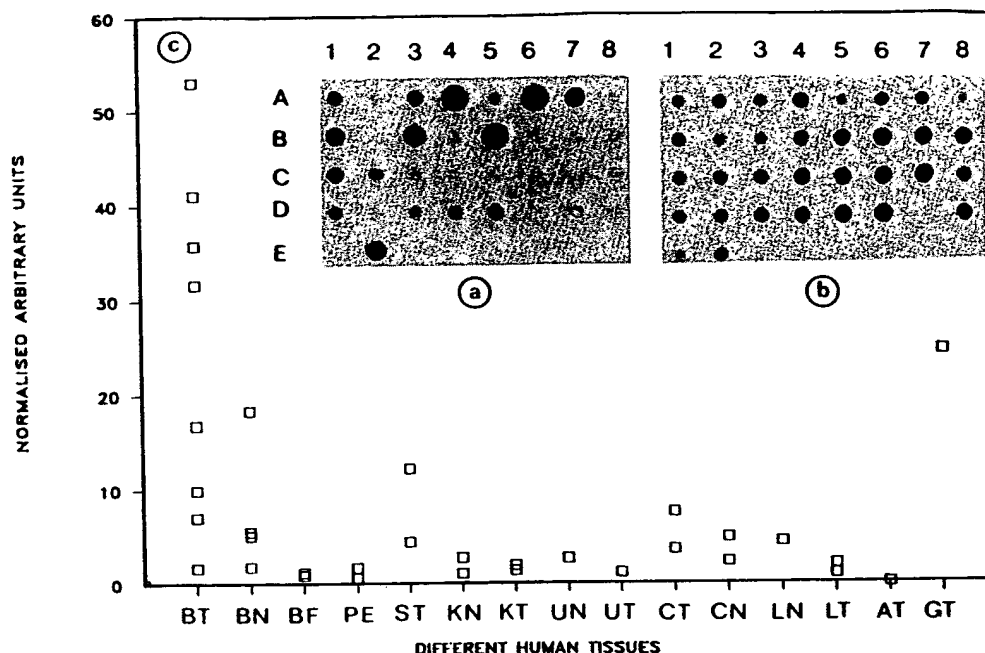 60
50
40
30
20
10
0
NORMALISED ARBITRARY UNITS
c
1 2 3 4 5 6 7 8
1 2 3 4 5 6 7 8
A
B
C
D
E
a
b
BT BN BF PE ST KN KT UN UT CT CN LN LT AT GT
DIFFERENT HUMAN TISSUES